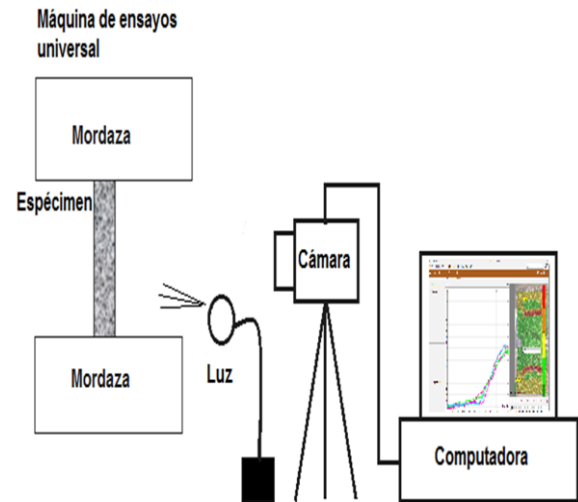 Máquina de ensayos
universal
Mordaza
Espécimen
Cámara
Mordaza
Luz
Computadora